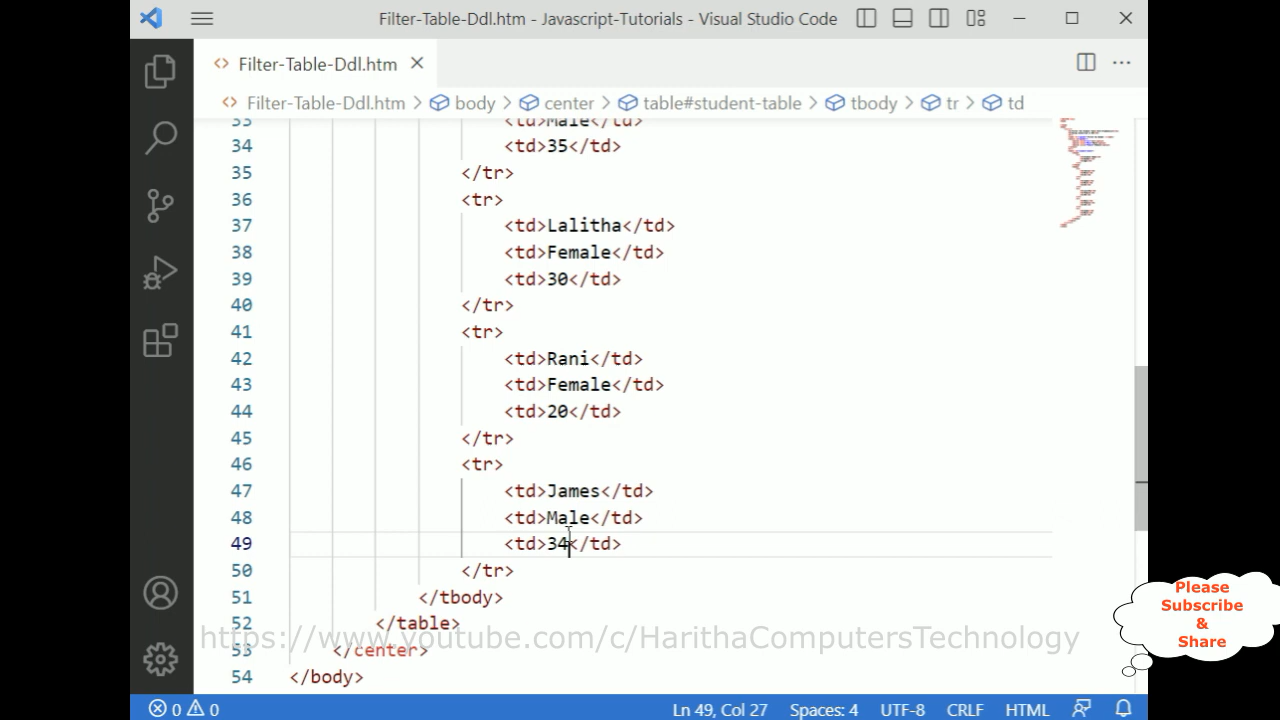 Filter-Table-Ddl.htm - Javascript-Tutorials - Visual Studio Code
Filter-Table-Ddl.htm
Filter-Table-Ddl.htm > body > center > table#student-table > tbody > tr > td
33 <td>Male</td>
34 <td>35</td>
35 </tr>
36 <tr>
37 <td>Lalitha</td>
38 <td>Female</td>
39 <td>30</td>
40 </tr>
41 <tr>
42 <td>Rani</td>
43 <td>Female</td>
44 <td>20</td>
45 </tr>
46 <tr>
47 <td>James</td>
48 <td>Male</td>
49 <td>34</td>
50 </tr>
51 </tbody>
52 </table>
https://www.youtube.com/c/HarithaComputersTechnology
53 </center>
54 </body>
Please
Subscribe
&
Share
0 0 Ln 49, Col 27 Spaces: 4 UTF-8 CRLF HTML